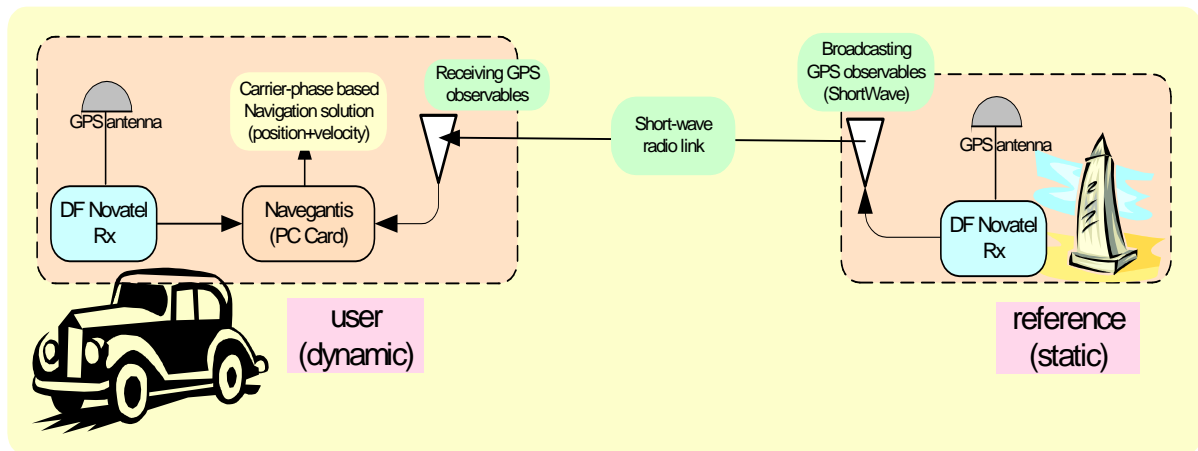 GPS antenna
Carrier-phase based
Navigation solution
(position+velocity)
Receiving GPS
observables
DF Novatel
Rx
Navegantis
(PC Card)
user
(dynamic)
Short-wave
radio link
Broadcasting
GPS observables
(ShortWave)
GPS antenna
DF Novatel
Rx
reference
(static)